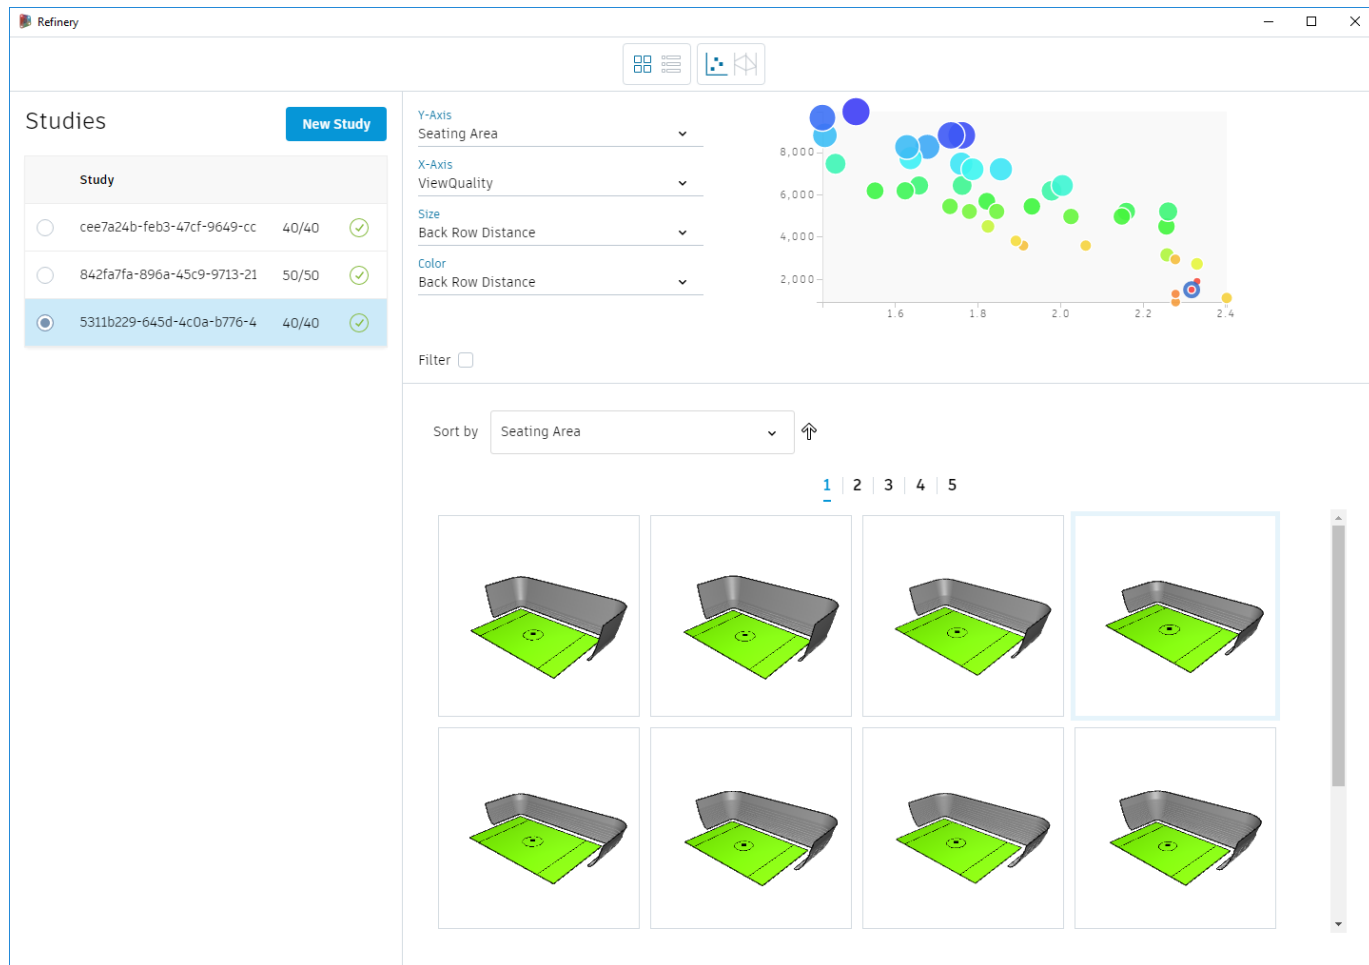 Refinery
Studies
New Study
Study
cee7a24b-feb3-47cf-9649-cc 40/40
842fa7fa-896a-45c9-9713-21 50/50
5311b229-645d-4c0a-b776-4 40/40
Y-Axis
Seating Area
X-Axis
ViewQuality
Size
Back Row Distance
Color
Back Row Distance
Filter
8,000
6,000
4,000
2,000
1.6 1.8 2.0 2.2 2.4
Sort by Seating Area
1 2 3 4 5